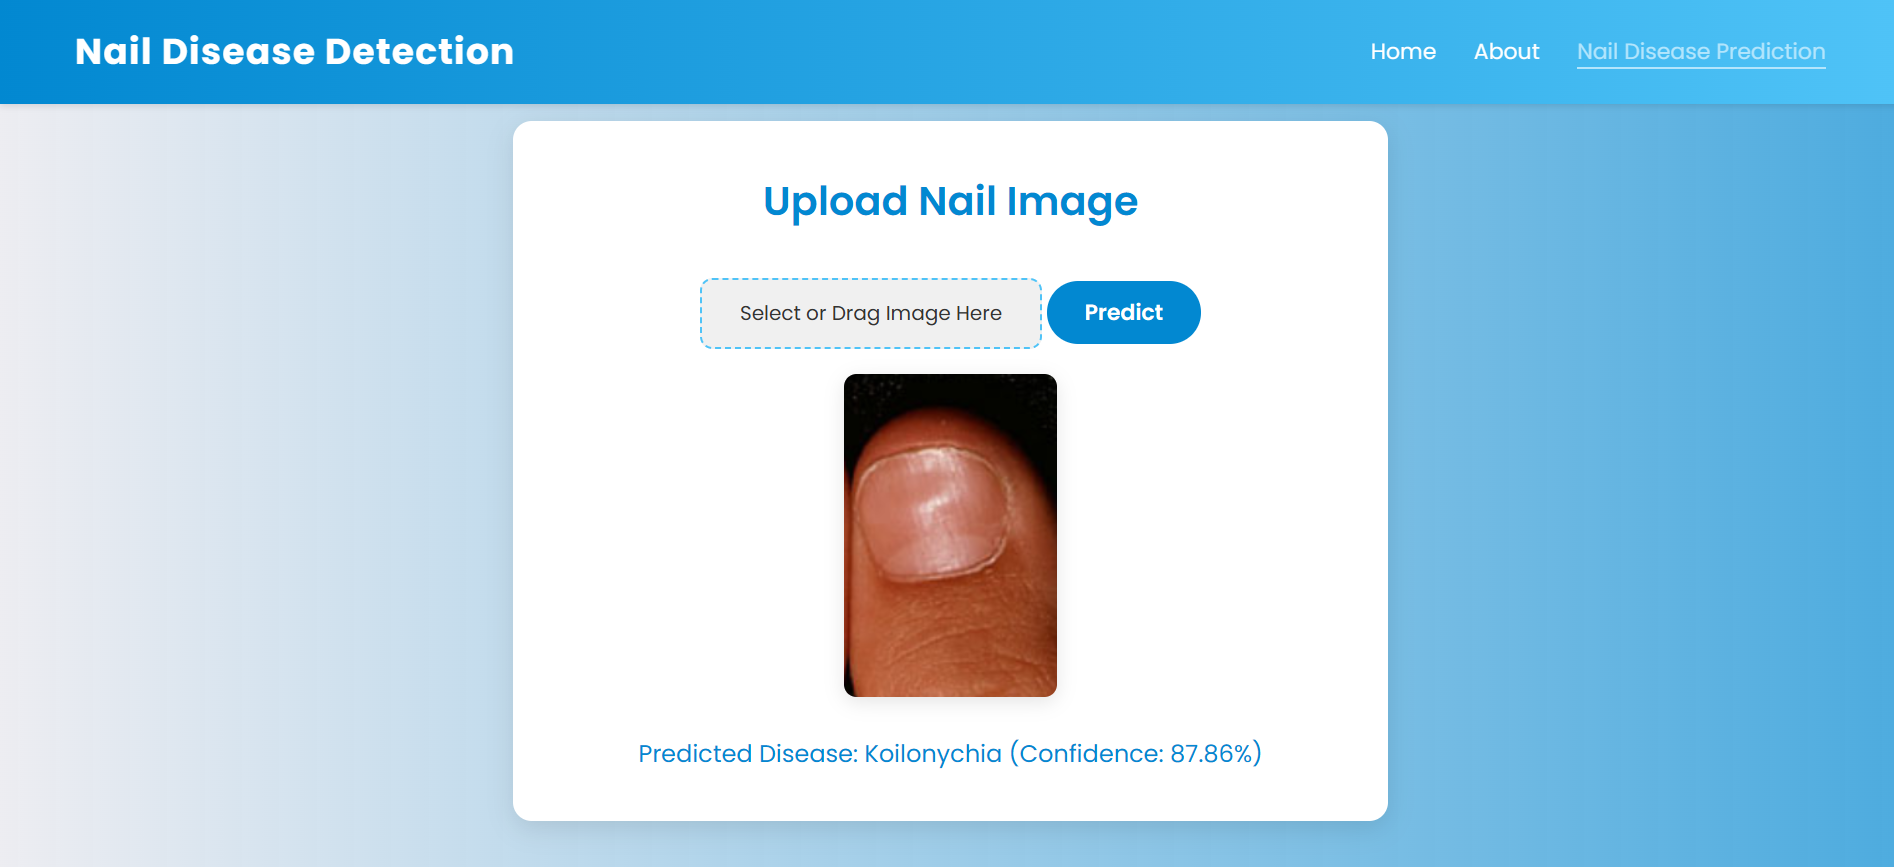 Nail Disease Detection
Home About Nail Disease Prediction
Upload Nail Image
Select or Drag Image Here Predict
Predicted Disease: Koilonychia (Confidence: 87.86%)